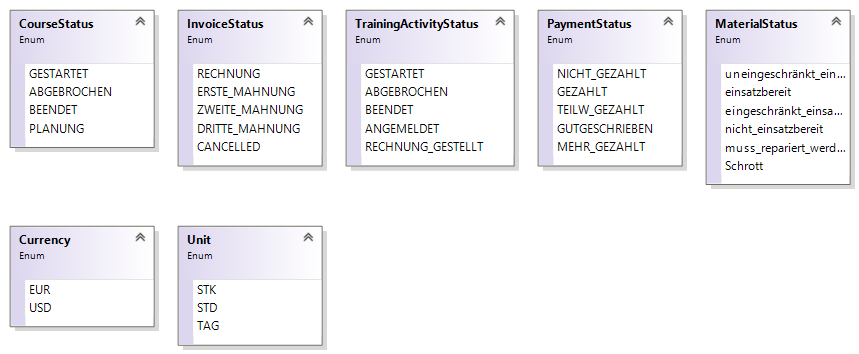 CourseStatus
Enum
GESTARTET
ABGEBROCHEN
BEENDET
PLANUNG
InvoiceStatus
Enum
RECHNUNG
ERSTE_MAHNUNG
ZWEITE_MAHNUNG
DRITTE_MAHNUNG
CANCELLED
TrainingActivityStatus
Enum
GESTARTET
ABGEBROCHEN
BEENDET
ANGEMELDET
RECHNUNG_GESTELLT
PaymentStatus
Enum
NICHT_GEZAHLT
GEZAHLT
TEILW_GEZAHLT
GUTGESCHRIEBEN
MEHR_GEZAHLT
MaterialStatus
Enum
uneingeschränkt_ein...
einsatzbereit
eingeschränkt_einsa...
nicht_einsatzbereit
muss_repariert_werd...
Schrott
Currency
Enum
EUR
USD
Unit
Enum
STK
STD
TAG